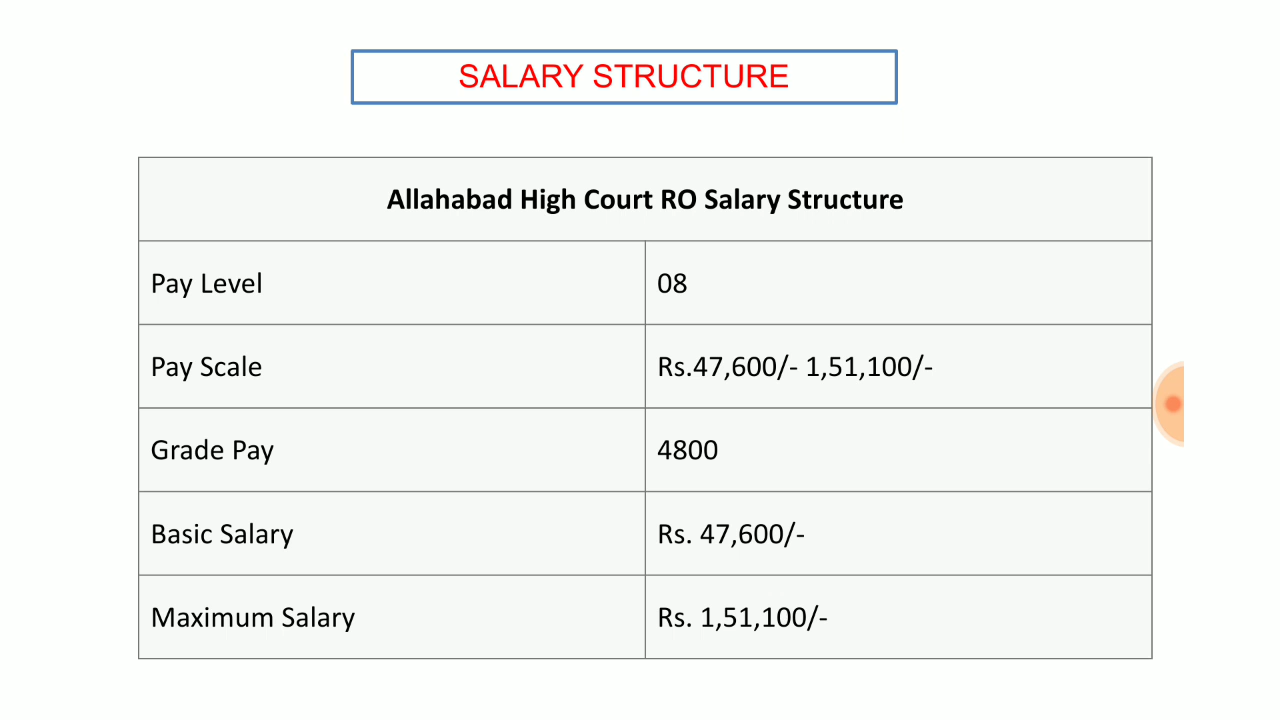 SALARY STRUCTURE
Allahabad High Court RO Salary Structure
Pay Level 08
Pay Scale Rs.47,600/- 1,51,100/-
Grade Pay 4800
Basic Salary Rs. 47,600/-
Maximum Salary Rs. 1,51,100/-